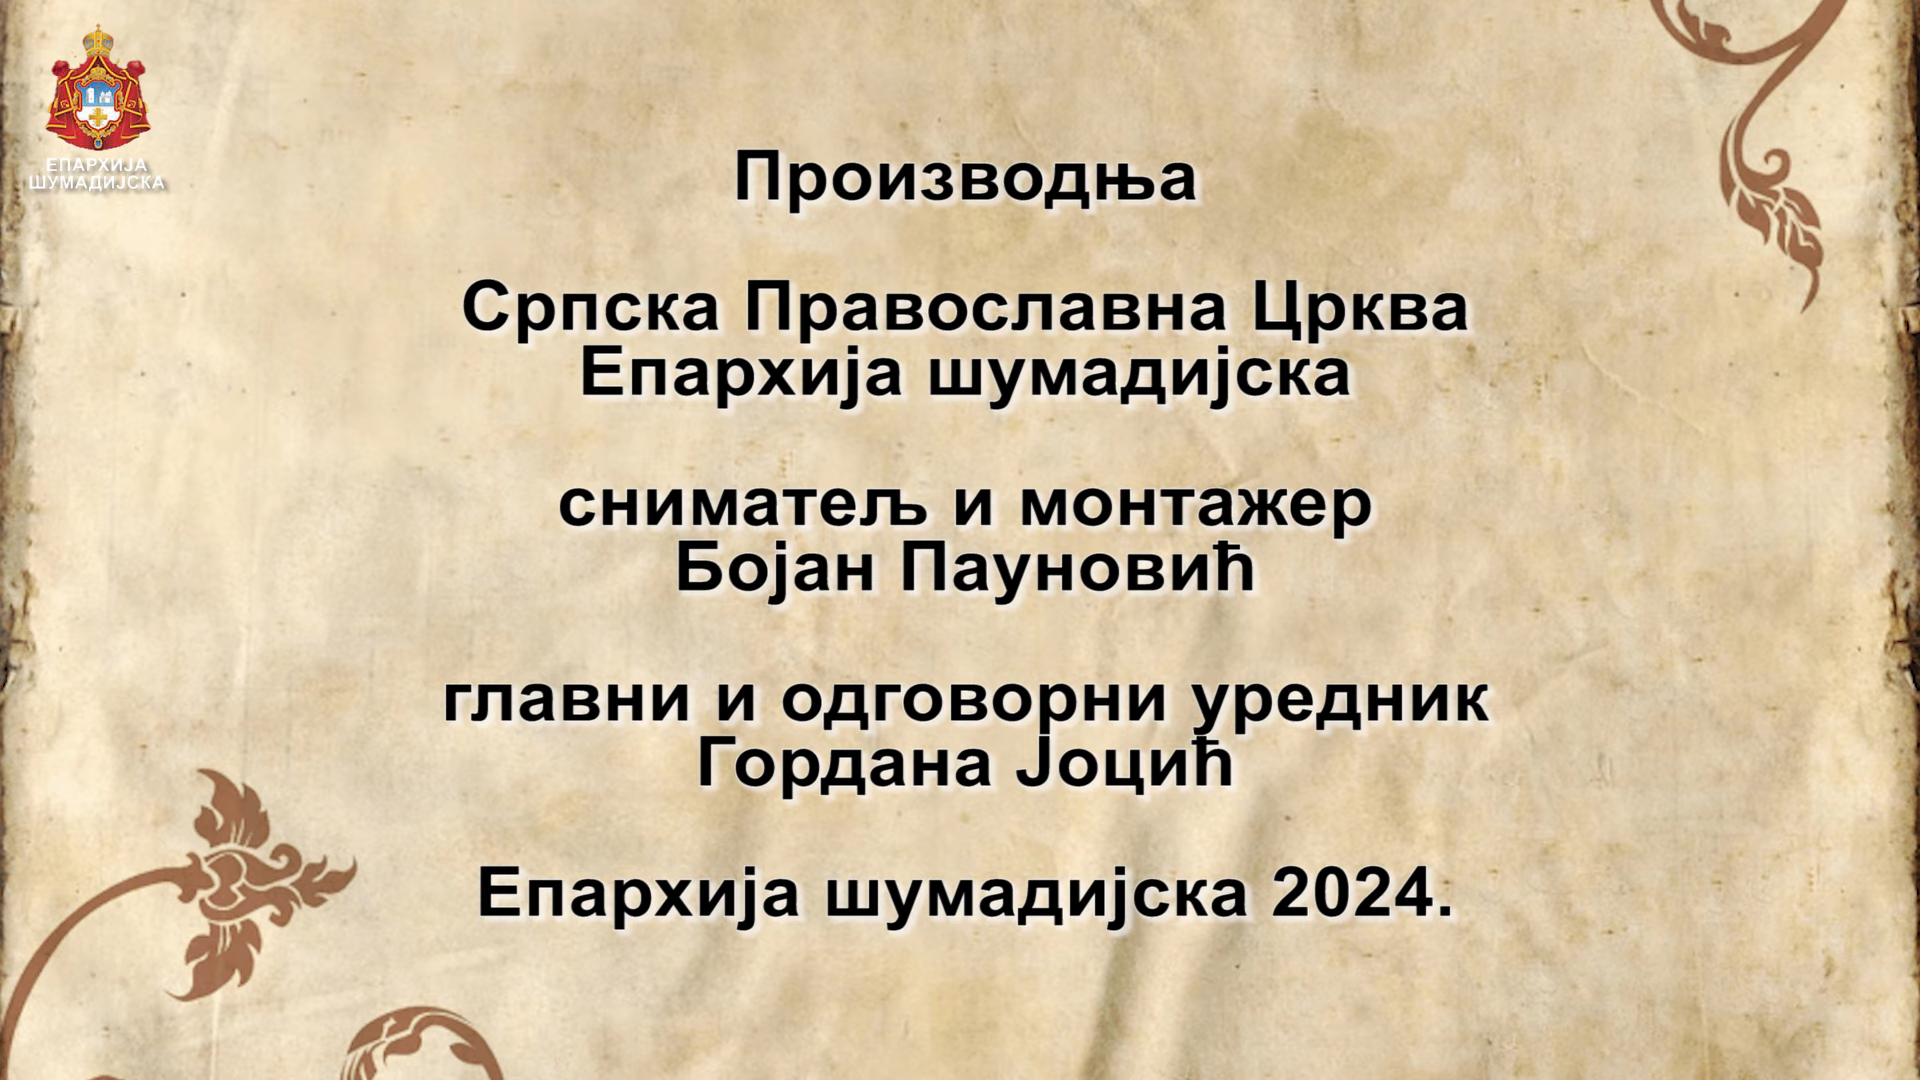 ЕПАРХИЈА
ШУМАДИЈСКА
Производња
Српска Православна Црква
Епархија шумадијска
сниматељ и монтажер
Бојан Пауновић
главни и одговорни уредник
Гордана Јоцић
Епархија шумадијска 2024.